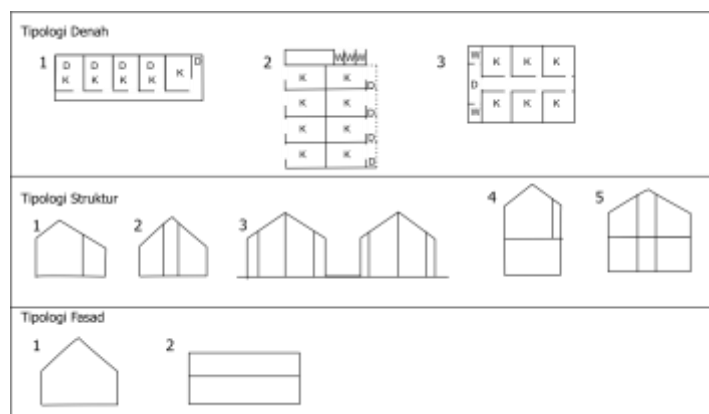 Tipologi Denah
1 2 3
D D D D D
K K K K K
W W W
K K
D
K K
D
K K
K K
D
W K K K
D
W K K K
Tipologi Struktur
1 2 3 4 5
Tipologi Fasad
1 2